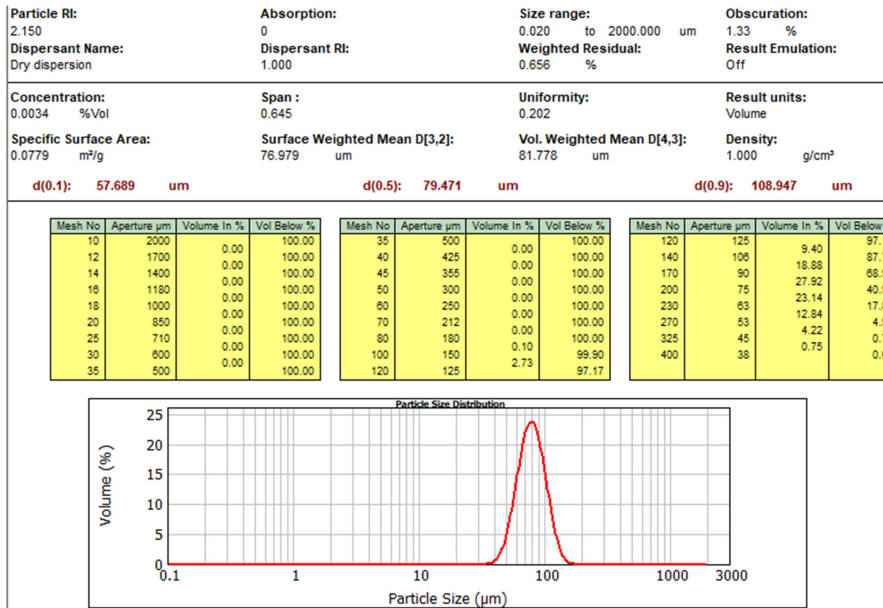 Particle RI: Absorption: Size range: Obscuration:
2.150 0 0.020 to 2000.000 um 1.33 %
Dispersant Name: Dispersant RI: Weighted Residual: Result Emulation:
Dry dispersion 1.000 0.656 % Off
Concentration: Span : Uniformity: Result units:
0.0034 %Vol 0.645 0.202 Volume
Specific Surface Area: Surface Weighted Mean D[3,2]: Vol. Weighted Mean D[4,3]: Density:
0.0779 m²/g 76.979 um 81.778 um 1.000 g/cm³
d(0.1): 57.689 um d(0.5): 79.471 um d(0.9): 108.947 um
Mesh No Aperture µm Volume In % Vol Below %
10 2000 100.00
0.00
12 1700 100.00
0.00
14 1400 100.00
0.00
16 1180 100.00
0.00
18 1000 100.00
0.00
20 850 100.00
0.00
25 710 100.00
0.00
30 600 100.00
0.00
35 500 100.00
Mesh No Aperture µm Volume In % Vol Below %
35 500 100.00
0.00
40 425 100.00
0.00
45 355 100.00
0.00
50 300 100.00
0.00
60 250 100.00
0.00
70 212 100.00
0.00
80 180 100.00
0.10
100 150 99.90
2.73
120 125 97.17
Mesh No Aperture µm Volume In % Vol Below
120 125
9.40
140 106
18.88
170 90
27.92
200 75
23.14
230 63
12.84
270 53
4.22
325 45
0.75
400 38
Particle Size Distribution
25
20
15
10
5
0
Volume (%)
0.1 1 10 100 1000 3000
Particle Size (µm)